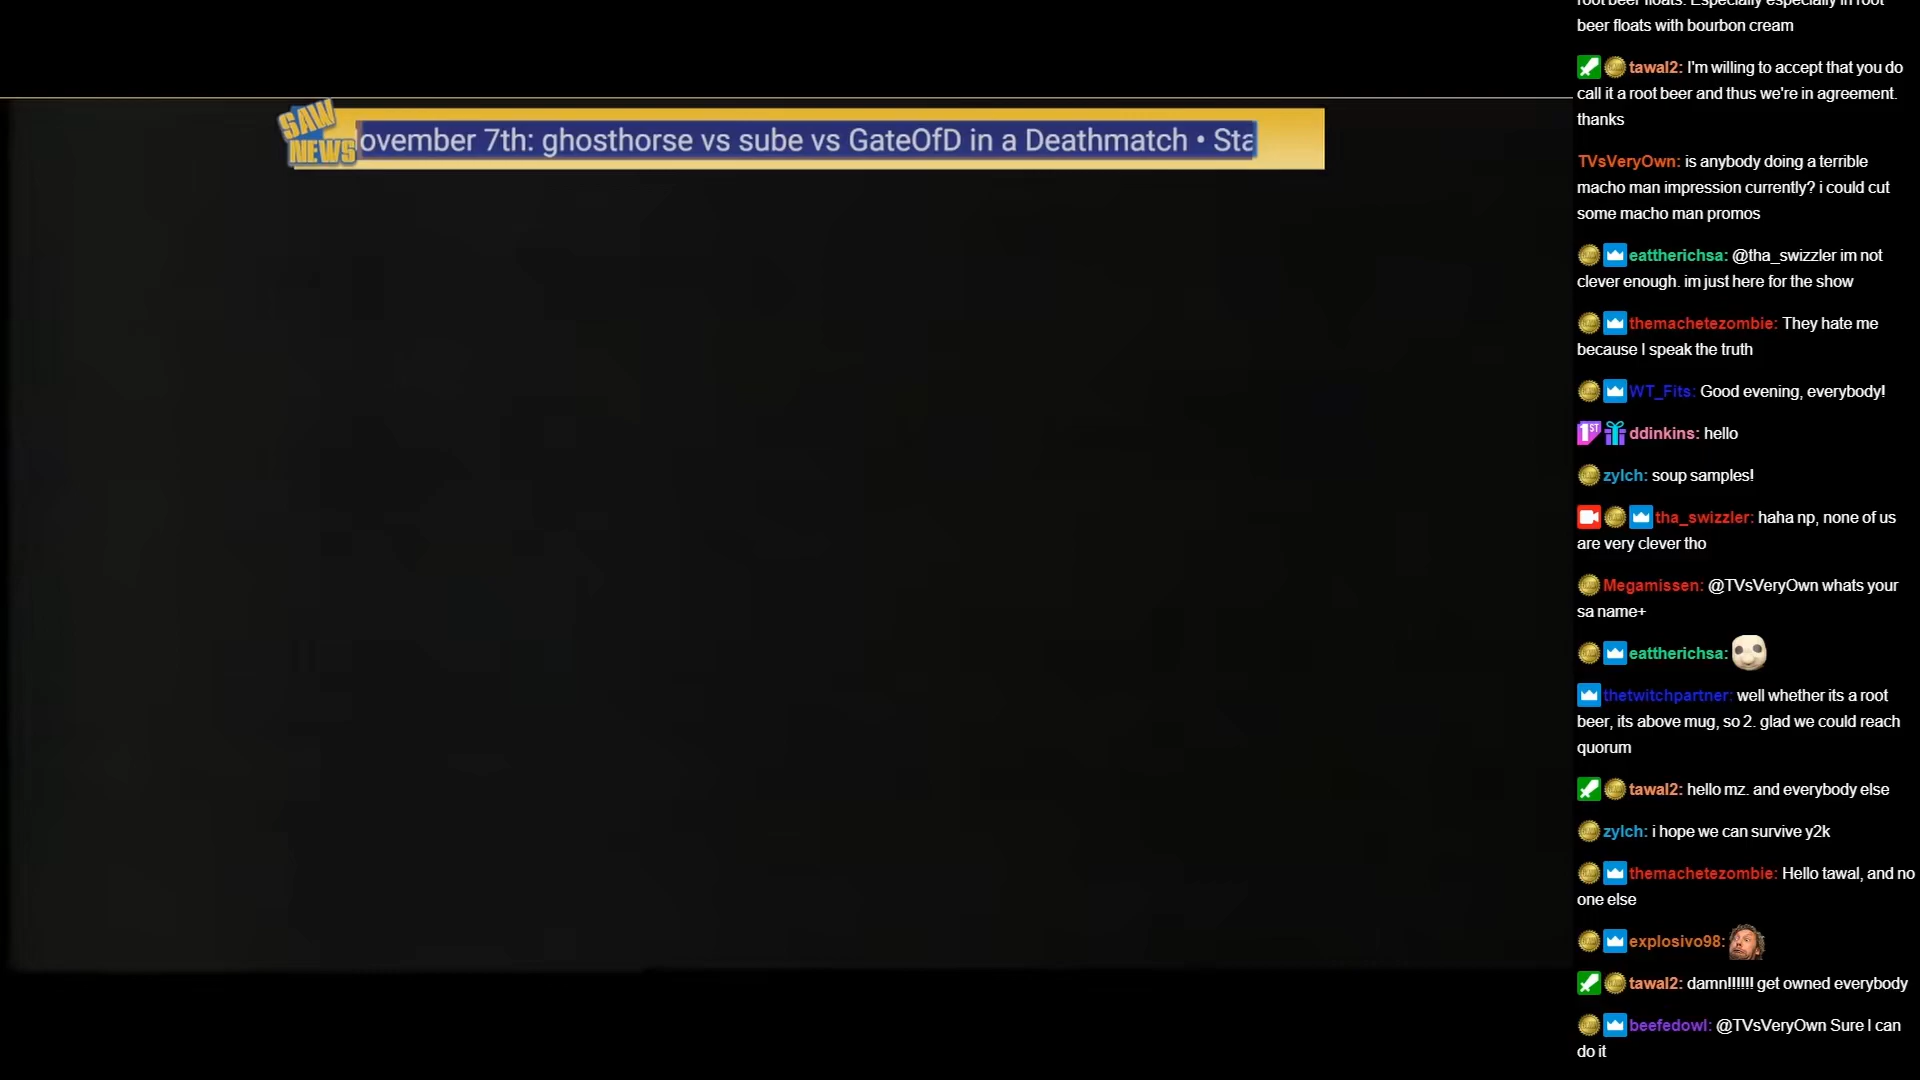 SAW
NEWS
ovember 7th: ghosthorse vs sube vs GateOfD in a Deathmatch • Sta
root beer floats. Especially especially in root
beer floats with bourbon cream
tawal2: I'm willing to accept that you do
call it a root beer and thus we're in agreement.
thanks
TVsVeryOwn: is anybody doing a terrible
macho man impression currently? i could cut
some macho man promos
eattherichsa: @tha_swizzler im not
clever enough. im just here for the show
themachetezombie: They hate me
because I speak the truth
WT_Fits: Good evening, everybody!
1ST
ddinkins: hello
zylch: soup samples!
tha_swizzler: haha np, none of us
are very clever tho
Megamissen: @TVsVeryOwn whats your
sa name+
eattherichsa:
thetwitchpartner: well whether its a root
beer, its above mug, so 2. glad we could reach
quorum
tawal2: hello mz. and everybody else
zylch: i hope we can survive y2k
themachetezombie: Hello tawal, and no
one else
explosivo98:
tawal2: damn!!!!!! get owned everybody
beefedowl: @TVsVeryOwn Sure I can
do it